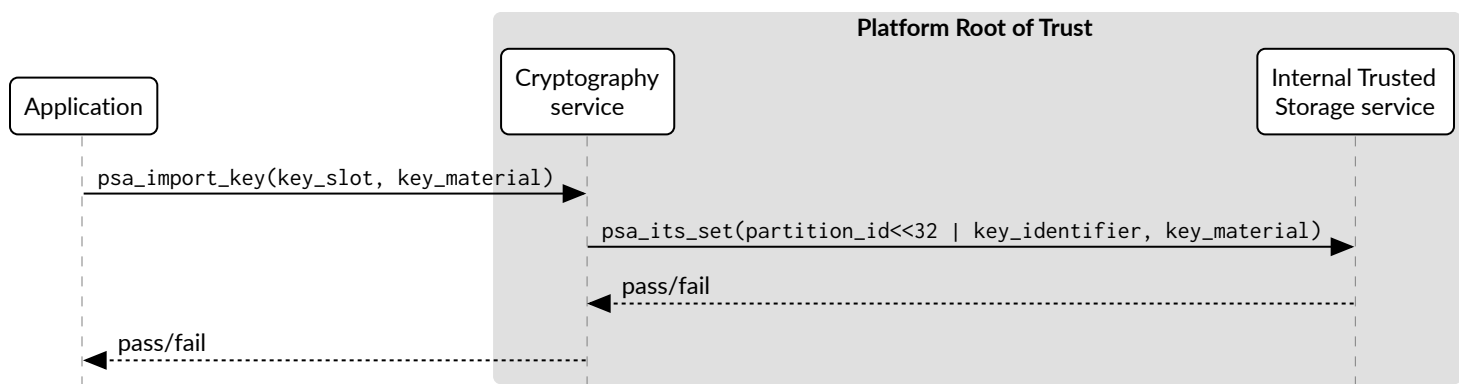 Platform Root of Trust
Application
Cryptography
service
Internal Trusted
Storage service
psa_import_key(key_slot, key_material)
psa_its_set(partition_id<<32 | key_identifier, key_material)
pass/fail
pass/fail